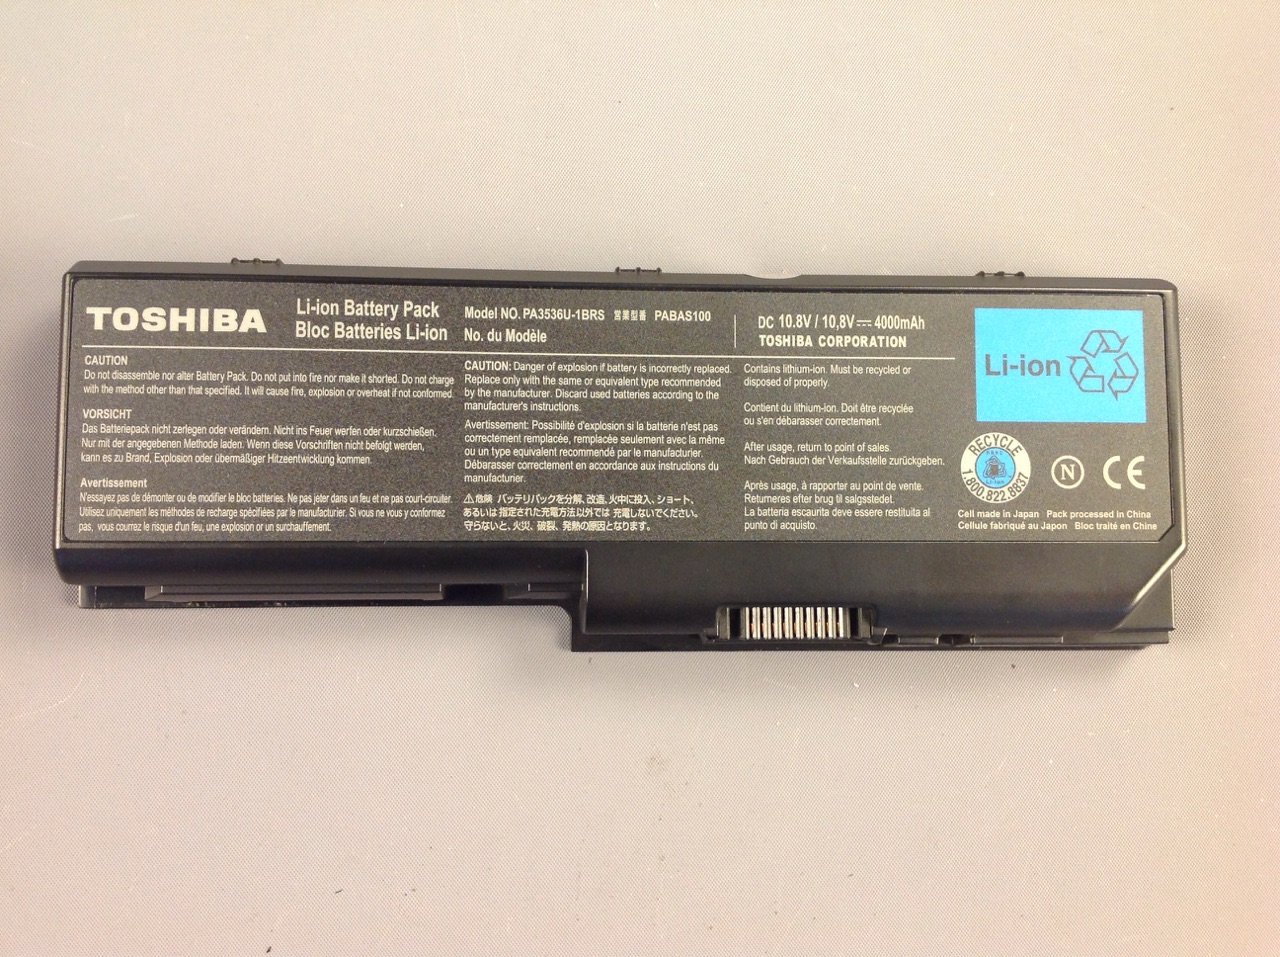 TOSHIBA
Li-ion Battery Pack
Bloc Batteries Li-ion
Model NO. PA3536U-1BRS 営業型番 PABAS100
No. du Modèle
DC 10.8V / 10,8V⎓ 4000mAh
TOSHIBA CORPORATION
CAUTION
Do not disassemble nor alter Battery Pack. Do not put into fire nor make it shorted. Do not charge
with the method other than that specified. It will cause fire, explosion or overheat if not conformed.
VORSICHT
Das Batteriepack nicht zerlegen oder verändern. Nicht ins Feuer werfen oder kurzschießen.
Nur mit der angegebenen Methode laden. Wenn diese Vorschriften nicht befolgt werden,
kann es zu Brand, Explosion oder übermäßiger Hitzeentwicklung kommen.
Avertissement
N'essayez pas de démonter ou de modifier le bloc batteries. Ne pas jeter dans un feu et ne pas court-circuiter.
Utilisez uniquement les méthodes de recharge spécifiées par le manufacturier. Si vous ne vous y conformez
pas, vous courrez le risque d'un feu, une explosion or un surchauffement.
CAUTION: Danger of explosion if battery is incorrectly replaced.
Replace only with the same or equivalent type recommended
by the manufacturer. Discard used batteries according to the
manufacturer's instructions.
Avertissement: Possibilité d'explosion si la batterie n'est pas
correctement remplacée, remplacée seulement avec la même
ou un type equivalent recommendé par le manufacturier.
Débarasser correctement en accordance aux instructions du
manufacturier.
⚠危険 バッテリパックを分解、改造、火中に投入、ショート、
あるいは 指定された充電方法以外では 充電しないでください。
守らないと、火災、破裂、発熱の原因となります。
Contains lithium-ion. Must be recycled or
disposed of properly.
Contient du lithium-ion. Doit être recyclée
ou s'en débarasser correctement.
After usage, return to point of sales.
Nach Gebrauch der Verkaufsstelle zurückgeben.
Après usage, à rapporter au point de vente.
Retumeres efter brug til salgsstedet.
La batteria escaurita deve essere restituita al
punto di acquisto.
Li-ion
RECYCLE
RBRC
Li-ion
1.800.822.8837
N
CE
Cell made in Japan Pack processed in China
Cellule fabriqué au Japon Bloc traité en Chine